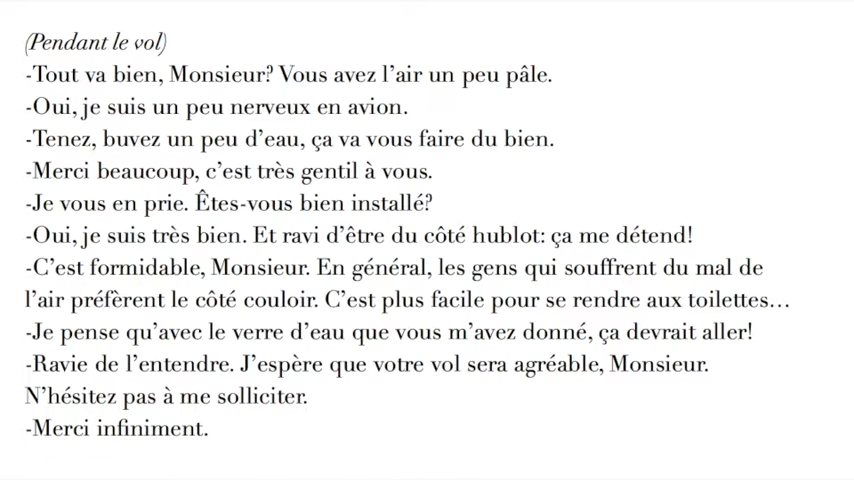 (Pendant le vol)
-Tout va bien, Monsieur? Vous avez l’air un peu pâle.
-Oui, je suis un peu nerveux en avion.
-Tenez, buvez un peu d’eau, ça va vous faire du bien.
-Merci beaucoup, c’est très gentil à vous.
-Je vous en prie. Êtes-vous bien installé?
-Oui, je suis très bien. Et ravi d’être du côté hublot: ça me détend!
-C’est formidable, Monsieur. En général, les gens qui souffrent du mal de
l’air préfèrent le côté couloir. C’est plus facile pour se rendre aux toilettes…
-Je pense qu’avec le verre d’eau que vous m’avez donné, ça devrait aller!
-Ravie de l’entendre. J’espère que votre vol sera agréable, Monsieur.
N’hésitez pas à me solliciter.
-Merci infiniment.